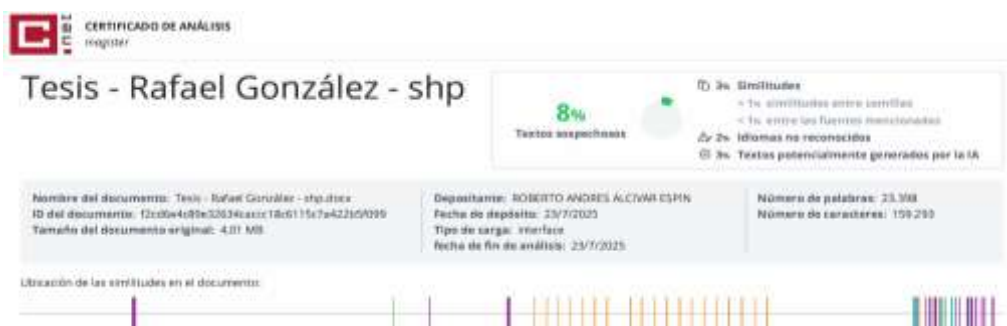 CERTIFICADO DE ANÁLISIS
magister
Tesis - Rafael González - shp
8%
Textos sospechosos
3% Similitudes
< 1% similitudes entre comillas
< 1% entre las fuentes mencionadas
2% Idiomas no reconocidos
3% Textos potencialmente generados por la IA
Nombre del documento: Tesis - Rafael González - shp.docx
ID del documento:
Tamaño del documento original: 4,01 MB
Depositante: ROBERTO ANDRES ALCIVAR ESPIN
Fecha de depósito: 23/7/2025
Tipo de carga: interface
fecha de fin de análisis: 23/7/2025
Número de palabras: 23.398
Número de caracteres: 159.293
Ubicación de las similitudes en el documento: